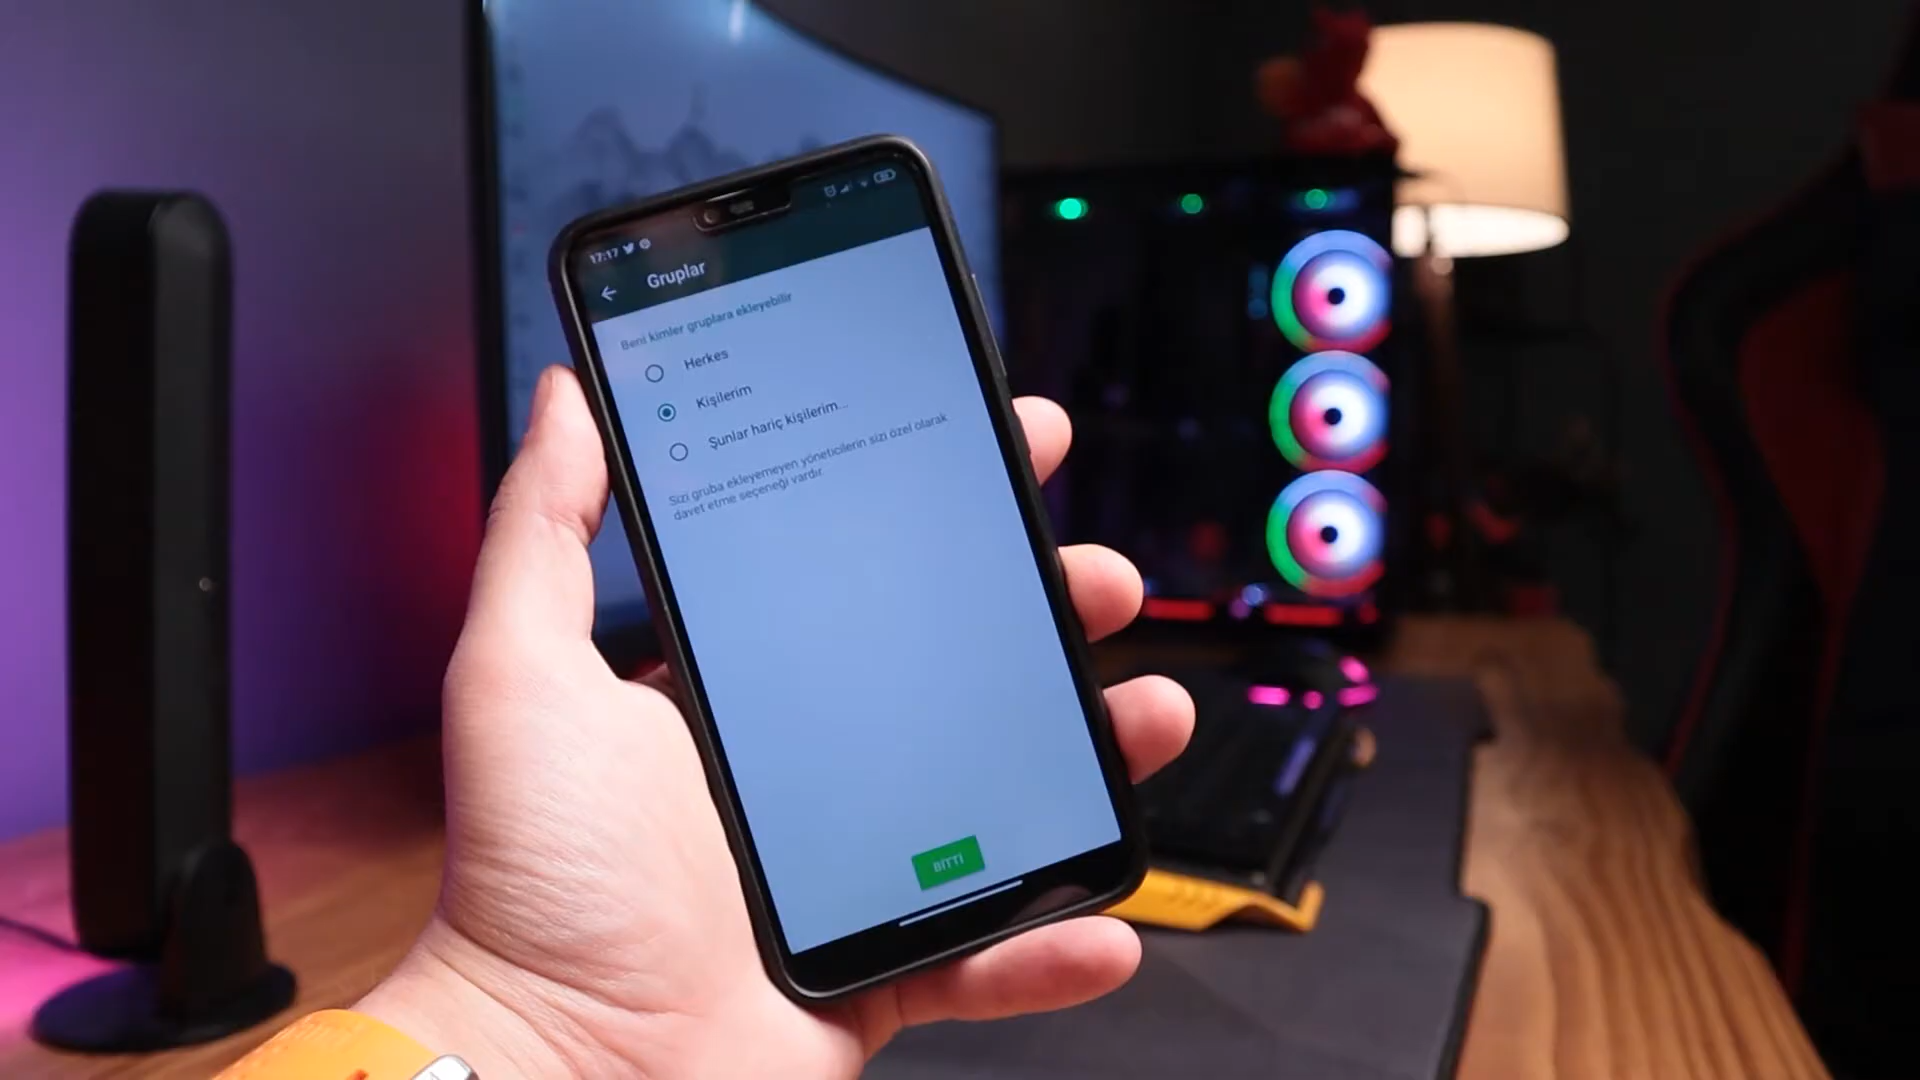 17:17
Gruplar
Beni kimler gruplara ekleyebilir
Herkes
Kişilerim
Şunlar hariç kişilerim...
Sizi gruba ekleyemeyen yöneticilerin sizi özel olarak
davet etme seçeneği vardır.
BİTTİ